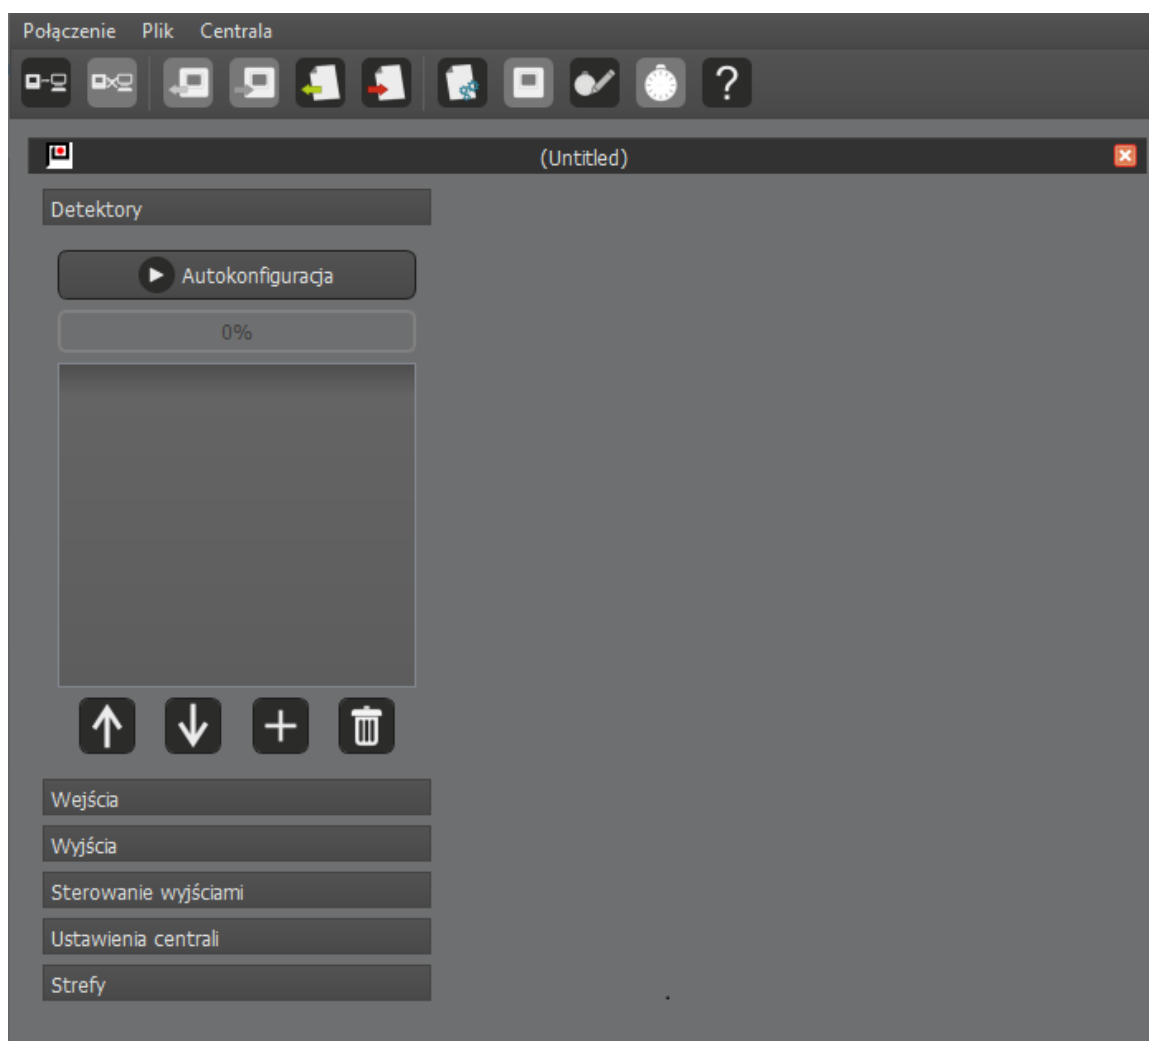 Połączenie Plik Centrala
?
(Untitled)
Detektory
Autokonfiguracja
0%
Wejścia
Wyjścia
Sterowanie wyjściami
Ustawienia centrali
Strefy